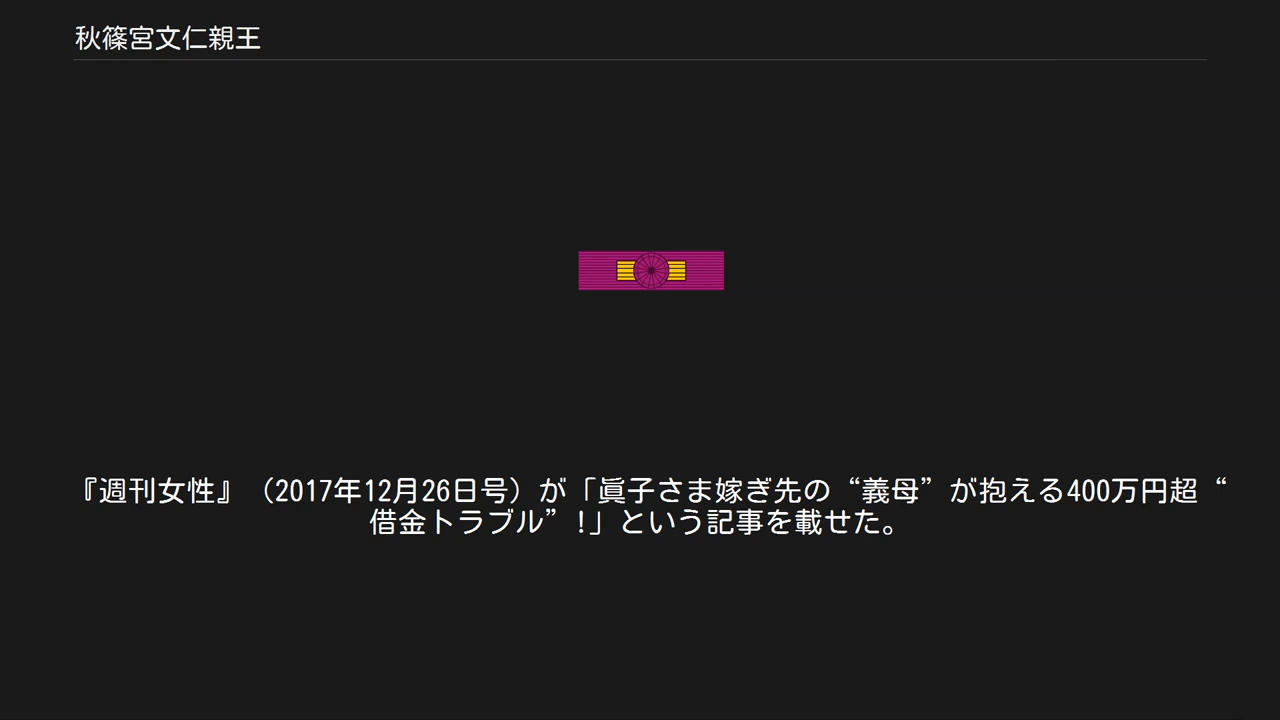 秋篠宮文仁親王
『週刊女性』（2017年12月26日号）が「眞子さま嫁ぎ先の“義母”が抱える400万円超“
借金トラブル”!」という記事を載せた。